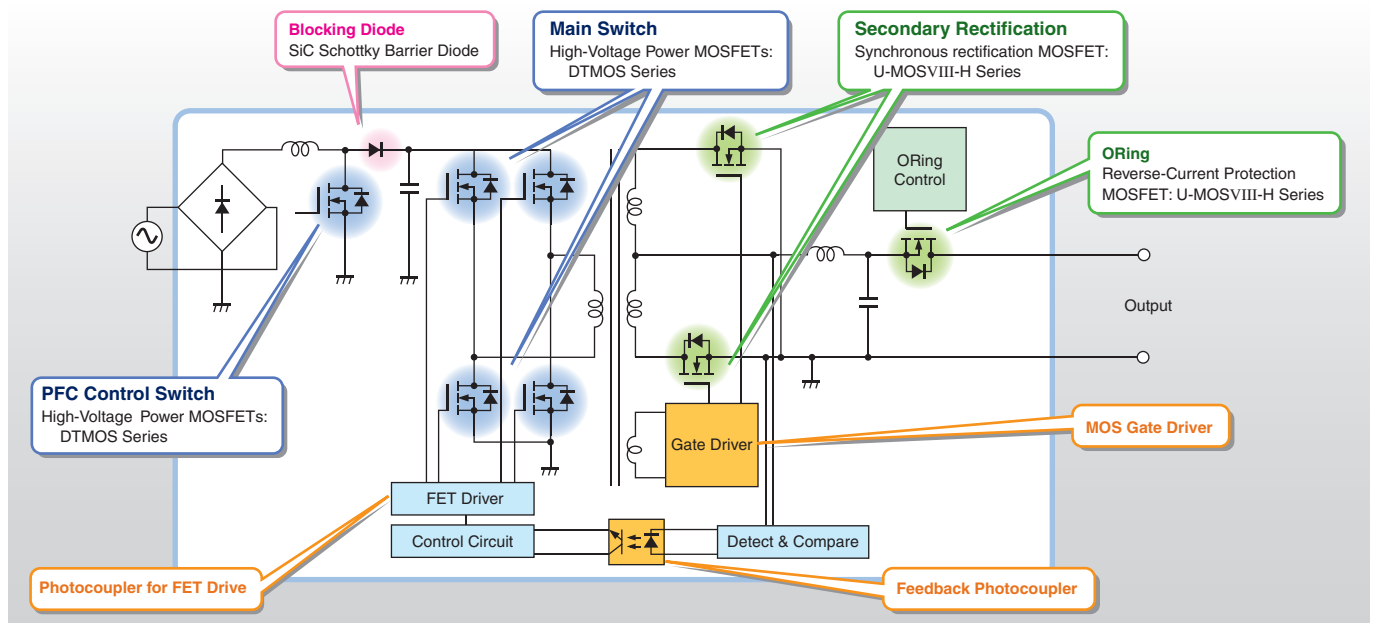 Blocking Diode
SiC Schottky Barrier Diode
Main Switch
High-Voltage Power MOSFETs:
DTMOS Series
Secondary Rectification
Synchronous rectification MOSFET:
U-MOSVIII-H Series
ORing
Control
ORing
Reverse-Current Protection
MOSFET: U-MOSVIII-H Series
Output
PFC Control Switch
High-Voltage Power MOSFETs:
DTMOS Series
Gate Driver
MOS Gate Driver
FET Driver
Control Circuit
Detect & Compare
Photocoupler for FET Drive
Feedback Photocoupler